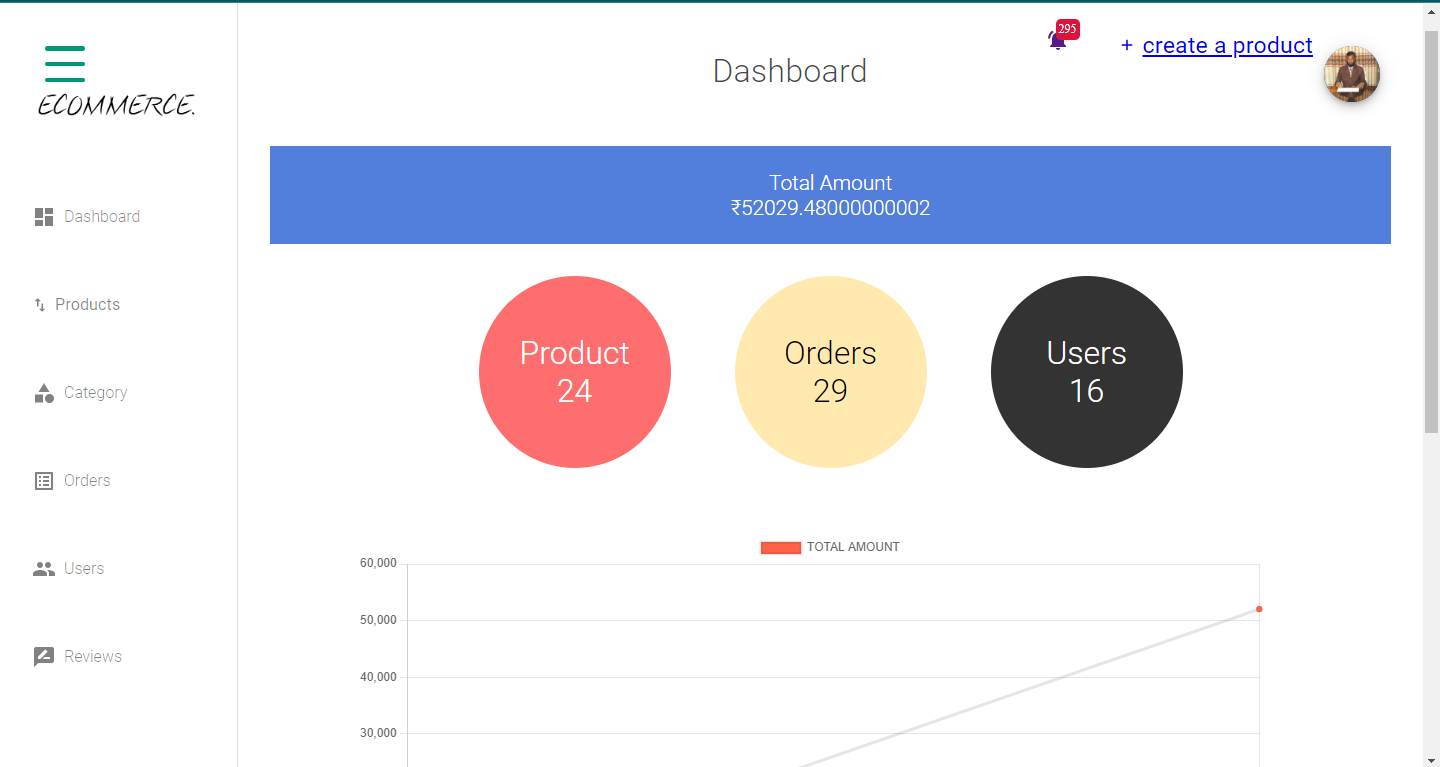 ECOMMERCE.
Dashboard
Products
Category
Orders
Users
Reviews
Dashboard
295
+ create a product
Total Amount
₹52029.48000000002
Product
24
Orders
29
Users
16
TOTAL AMOUNT
60,000
50,000
40,000
30,000